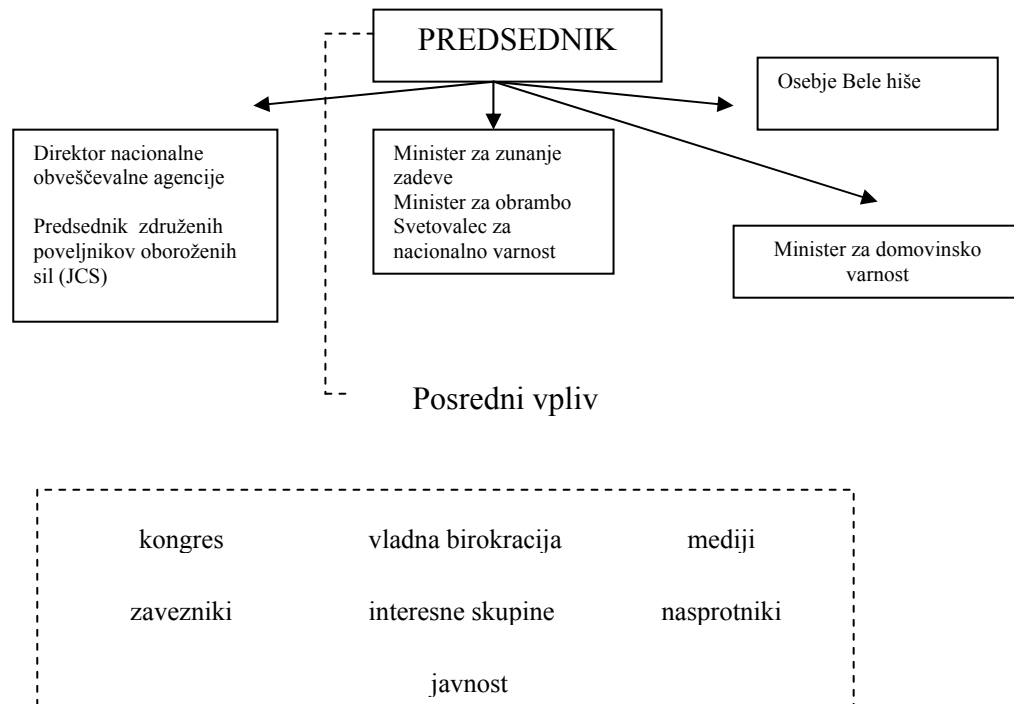 PREDSEDNIK
Osebje Bele hiše
Direktor nacionalne
obveščevalne agencije
Predsednik združenih
poveljnikov oboroženih
sil (JCS)
Minister za zunanje
zadeve
Minister za obrambo
Svetovalec za
nacionalno varnost
Minister za domovinsko
varnost
Posredni vpliv
kongres vladna birokracija mediji
zavezniki interesne skupine nasprotniki
javnost